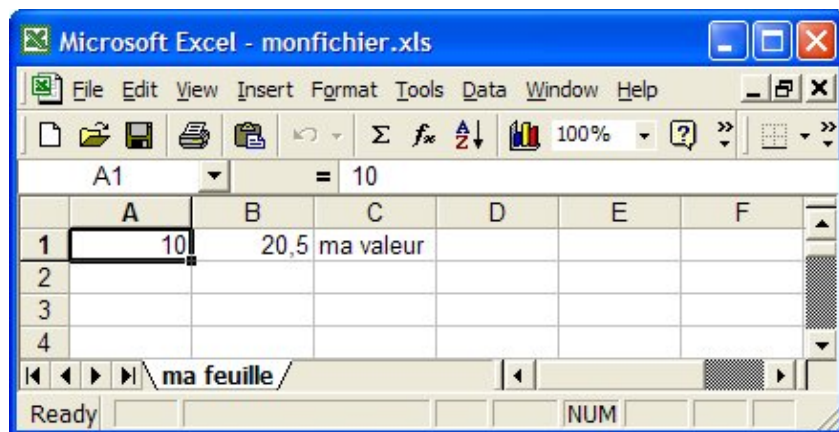 Microsoft Excel - monfichier.xls
File Edit View Insert Format Tools Data Window Help
Σ fx A Z 100% ? »
A1 = 10
A B C D E F
1 10 20,5 ma valeur
2
3
4
ma feuille
Ready NUM